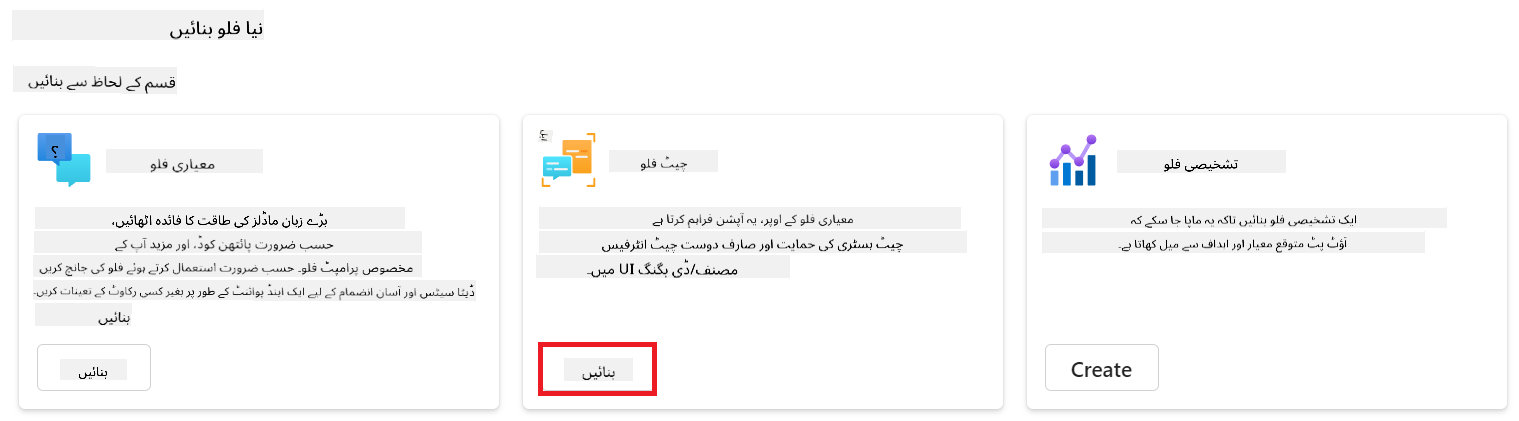 نیا فلو بنائیں
قسم کے لحاظ سے بنائیں
؟
معیاری فلو
بڑے زبان ماڈلز کی طاقت کا فائدہ اٹھائیں،
حسب ضرورت پائتھن کوڈ، اور مزید آپ کے
مخصوص پرامپٹ فلو۔ حسب ضرورت استعمال کرتے ہوئے فلو کی جانچ کریں
ڈیٹا سیٹس اور آسان انضمام کے لیے ایک اینڈ پوائنٹ کے طور پر بغیر کسی رکاوٹ کے تعینات کریں۔
بنائیں
بنائیں
چیٹ فلو
معیاری فلو کے اوپر، یہ آپشن فراہم کرتا ہے
چیٹ ہسٹری کی حمایت اور صارف دوست چیٹ انٹرفیس
مصنف/ڈی بگنگ UI میں۔
بنائیں
تشخیصی فلو
ایک تشخیصی فلو بنائیں تاکہ یہ ماپا جا سکے کہ
آؤٹ پٹ متوقع معیار اور اہداف سے میل کھاتا ہے۔
Create